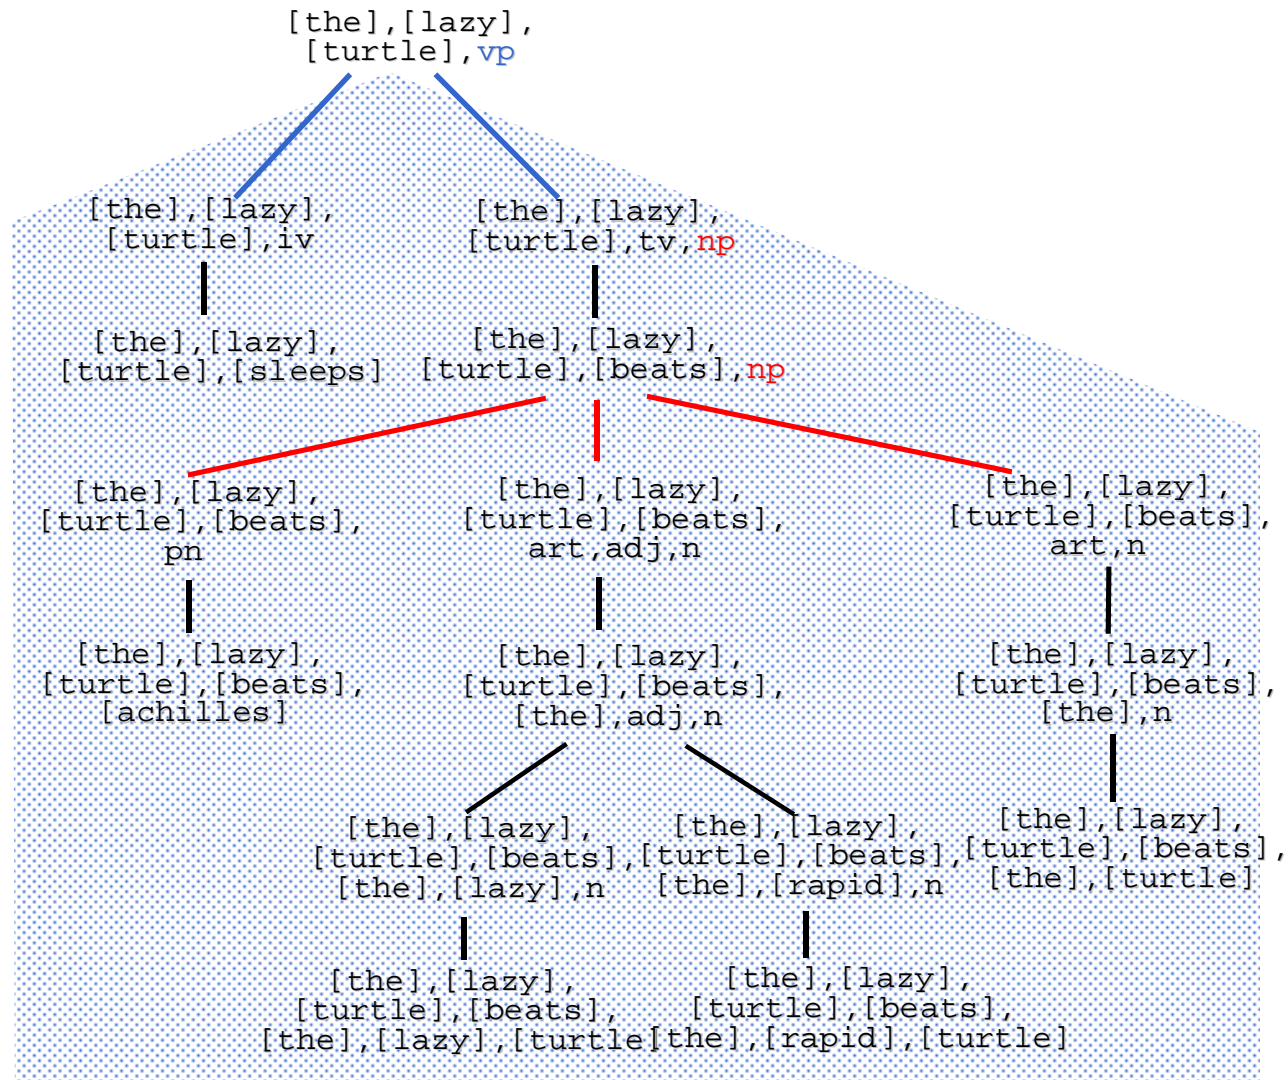 [the],[lazy],
[turtle],vp
[the],[lazy],
[turtle],iv
[the],[lazy],
[turtle],tv,np
[the],[lazy],
[turtle],[sleeps]
[the],[lazy],
[turtle],[beats],np
[the],[lazy],
[turtle],[beats],
pn
[the],[lazy],
[turtle],[beats],
art,adj,n
[the],[lazy],
[turtle],[beats],
art,n
[the],[lazy],
[turtle],[beats],
[achilles]
[the],[lazy],
[turtle],[beats],
[the],adj,n
[the],[lazy],
[turtle],[beats],
[the],n
[the],[lazy],
[turtle],[beats],
[the],[lazy],n
[the],[lazy],
[turtle],[beats],
[the],[rapid],n
[the],[lazy],
[turtle],[beats],
[the],[turtle]
[the],[lazy],
[turtle],[beats],
[the],[lazy],[turtle]
[the],[lazy],
[turtle],[beats],
[the],[rapid],[turtle]